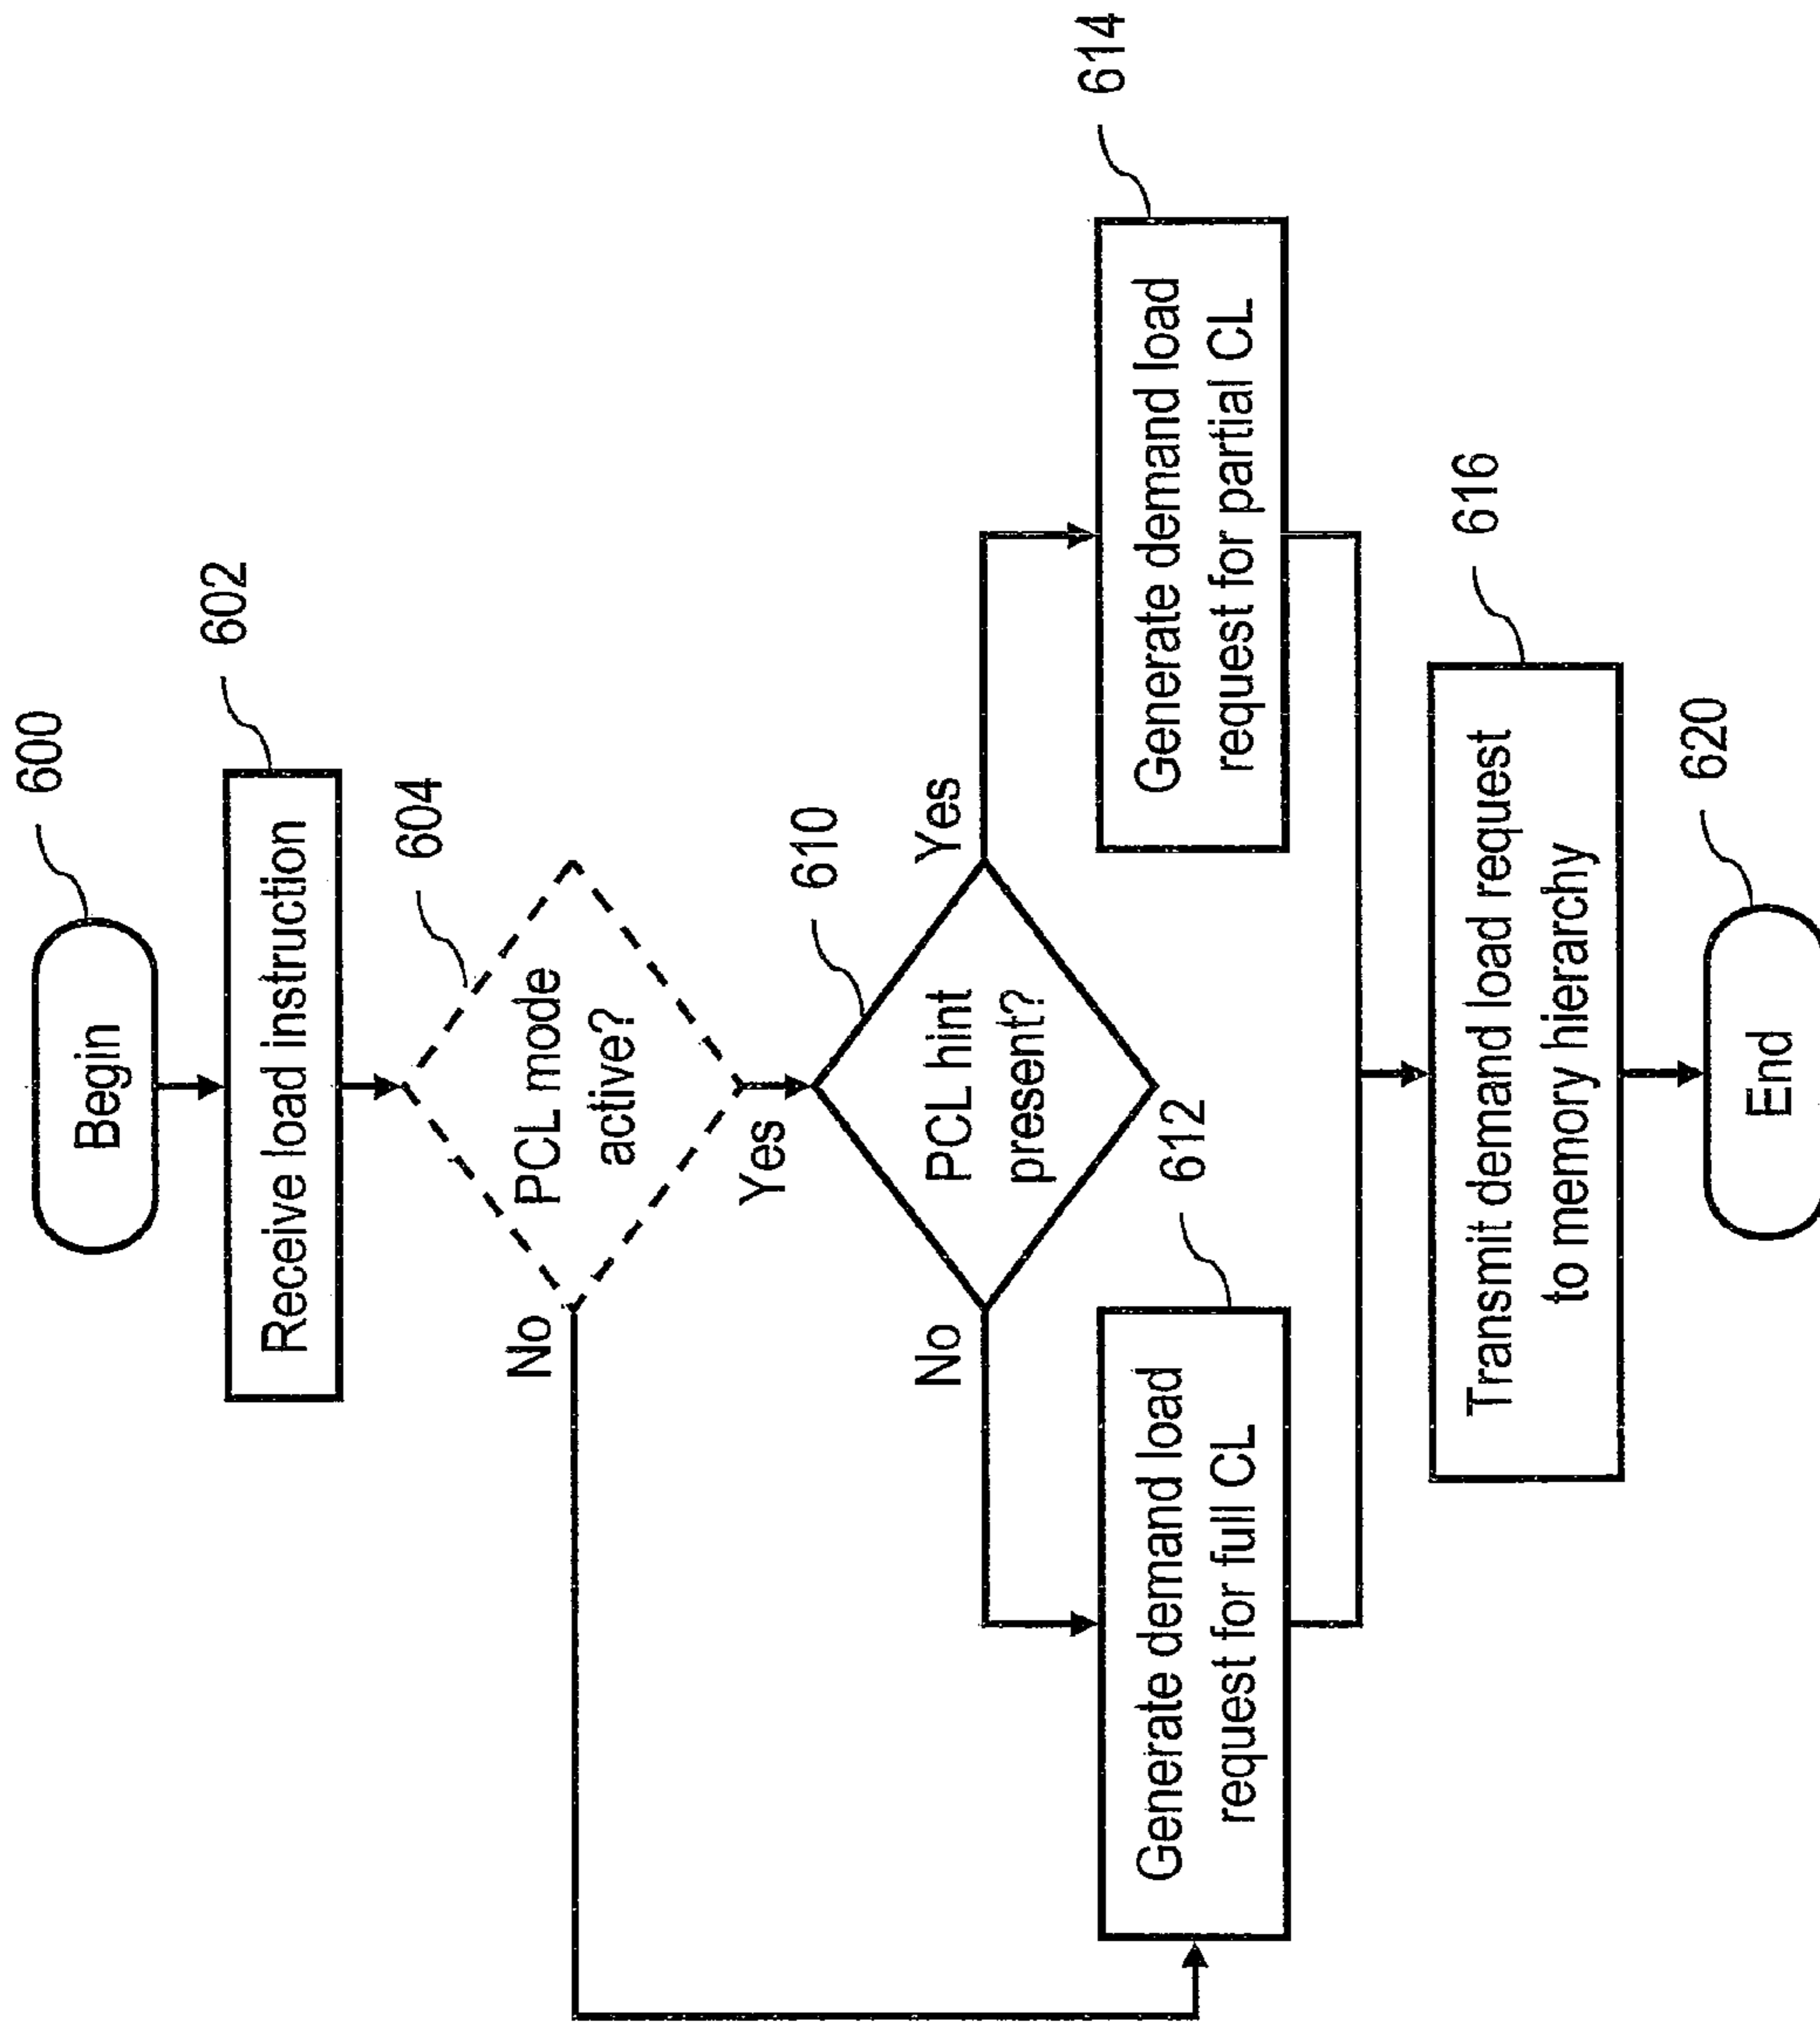 Begin
600
Receive load instruction
602
PCL mode
active?
604
No
Yes
PCL hint
present?
610
No
Yes
Generate demand load
request for full CL
612
Generate demand load
request for partial CL
614
Transmit demand load request
to memory hierarchy
616
End
620